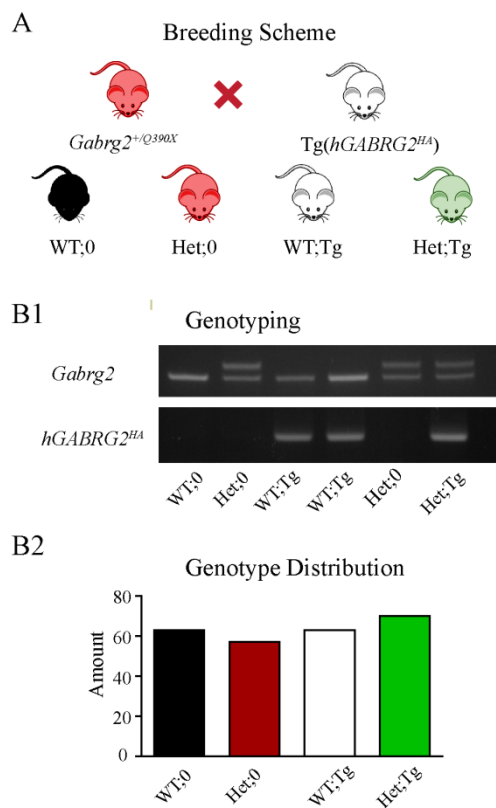 A
Breeding Scheme
Gabrg2+/Q390X
Tg(hGABRG2HA)
WT;0 Het;0 WT;Tg Het;Tg
B1
Genotyping
Gabrg2
hGABRG2HA
WT;0 Het;0 WT;Tg WT;Tg Het;0 Het;Tg
B2
Genotype Distribution
Amount
80
60
40
20
0
WT;0 Het;0 WT;Tg Het;Tg